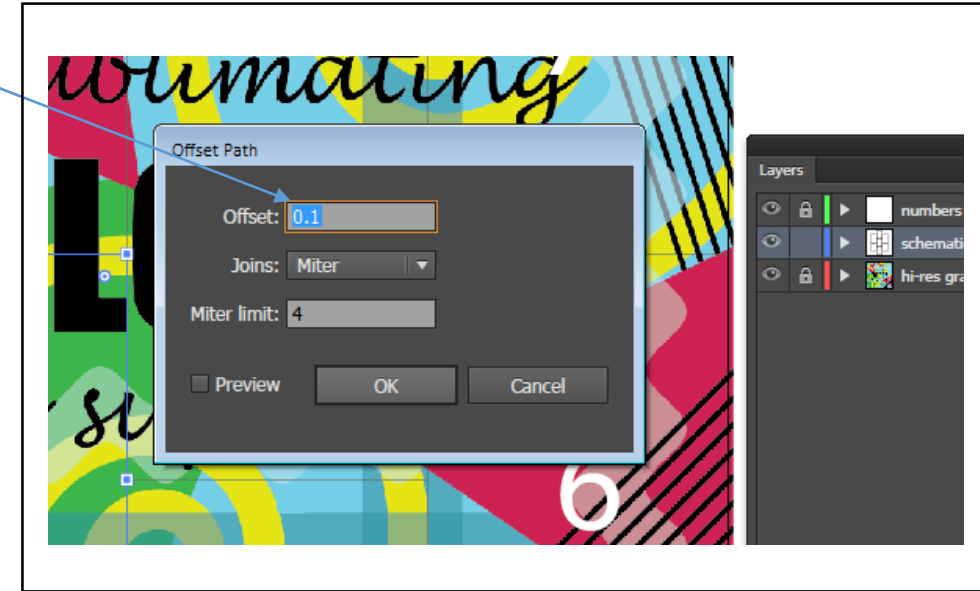 sublimating
Offset Path
Offset: 0.1
Joins: Miter
Miter limit: 4
Preview OK Cancel
6
Layers
numbers
schemati
hi-res gra